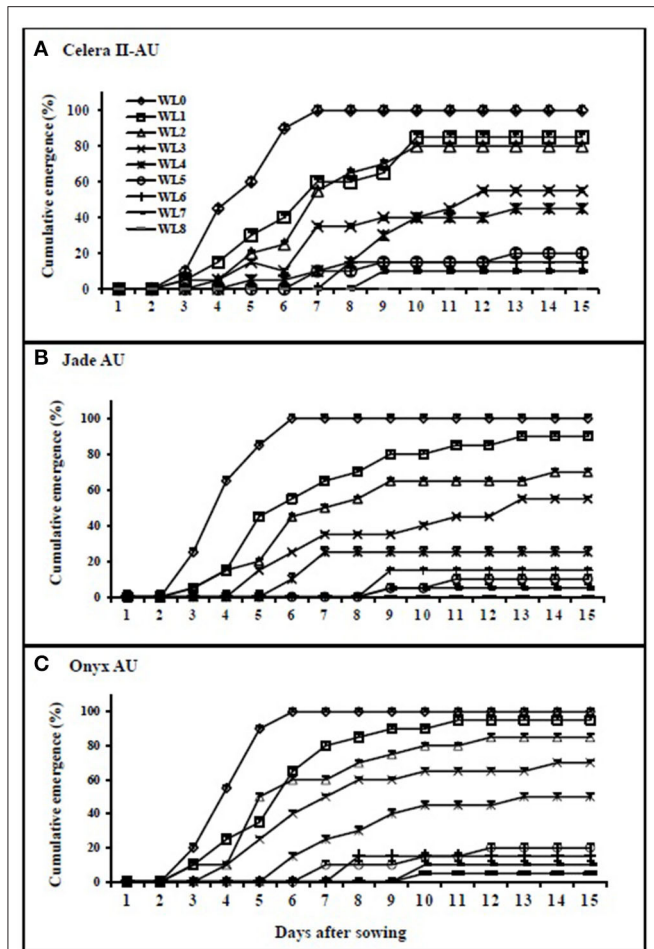 A Celera II-AU
Cumulative emergence (%)
100
80
60
40
20
0
WL0
WL1
WL2
WL3
WL4
WL5
WL6
WL7
WL8
1 2 3 4 5 6 7 8 9 10 11 12 13 14 15
B Jade AU
Cumulative emergence (%)
100
80
60
40
20
0
1 2 3 4 5 6 7 8 9 10 11 12 13 14 15
C Onyx AU
Cumulative emergence (%)
100
80
60
40
20
0
1 2 3 4 5 6 7 8 9 10 11 12 13 14 15
Days after sowing